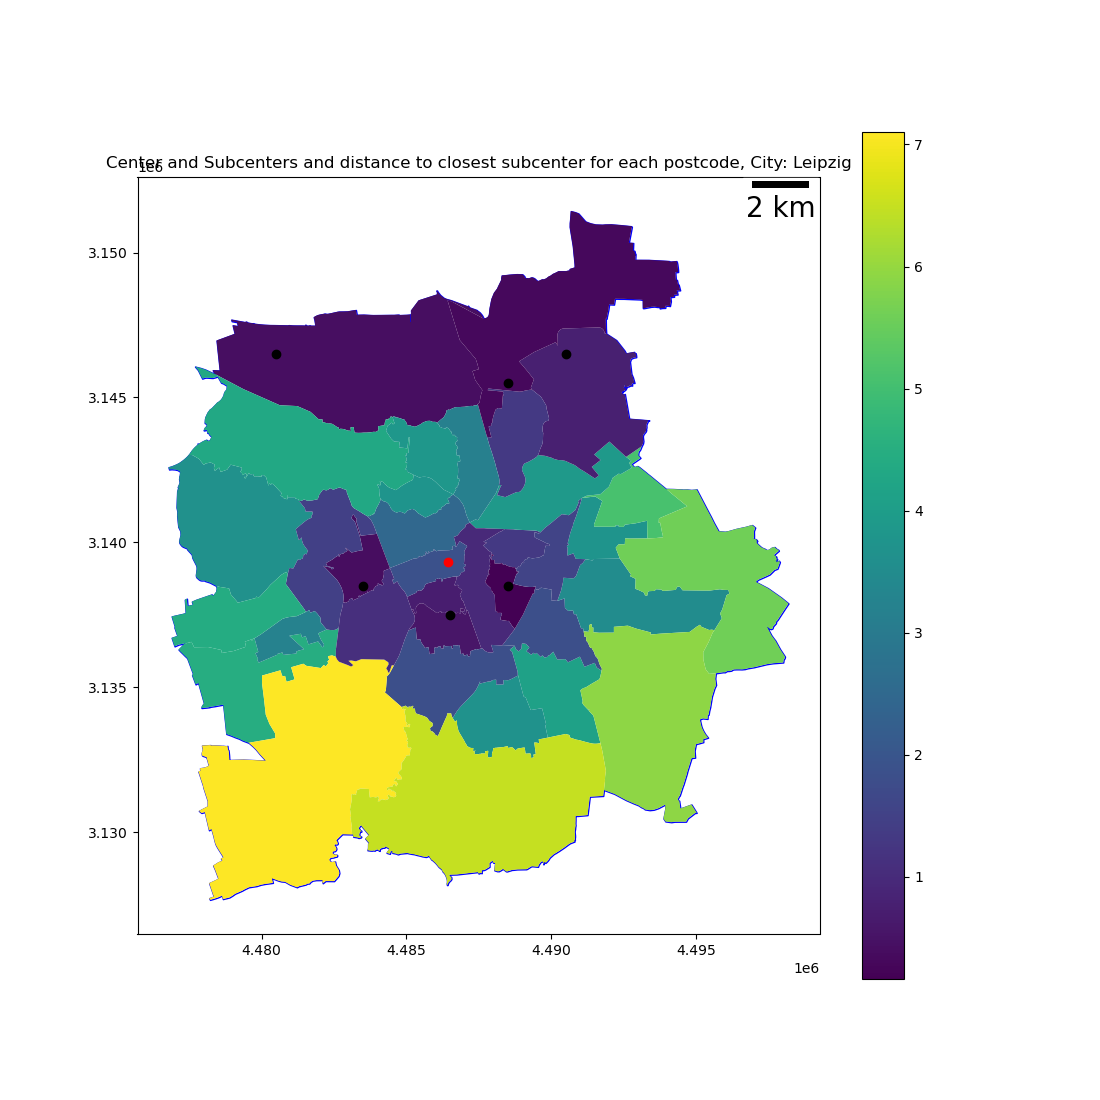 Center and Subcenters and distance to closest subcenter for each postcode, City: Leipzig
1e6
2 km
3.150
3.145
3.140
3.135
3.130
4.480 4.485 4.490 4.495
1e6
7
6
5
4
3
2
1